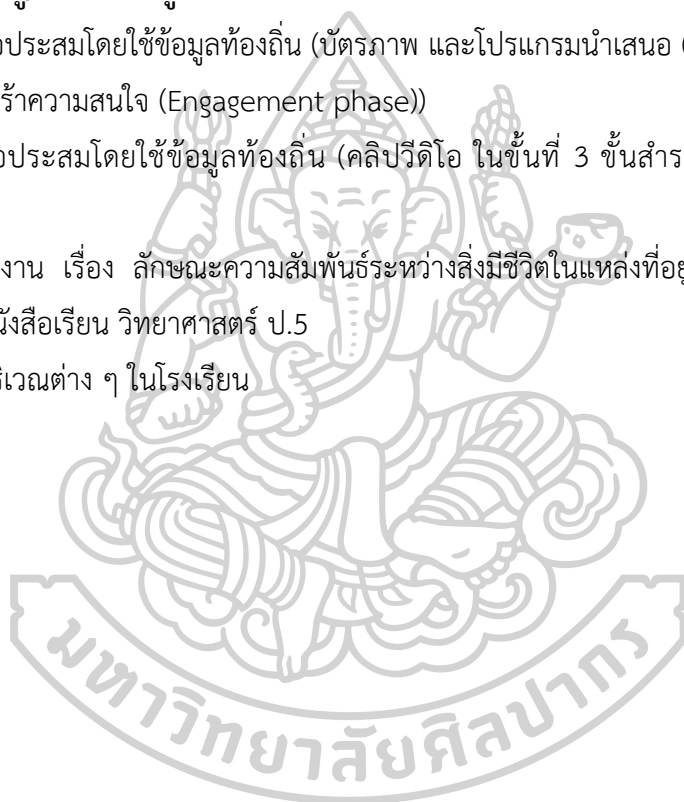 อประสมโดยใช้ข้อมูลท้องถิ่น (บัตรภาพ และโปรแกรมนำเสนอ
ร้าความสนใจ (Engagement phase))
อประสมโดยใช้ข้อมูลท้องถิ่น (คลิปวีดิโอ ในขั้นที่ 3 ขั้นสำร
งาน เรื่อง ลักษณะความสัมพันธ์ระหว่างสิ่งมีชีวิตในแหล่งที่อยู
นังสือเรียน วิทยาศาสตร์ ป.5
ริเวณต่าง ๆ ในโรงเรียน
มหาวิทยาลัยศิลปากร